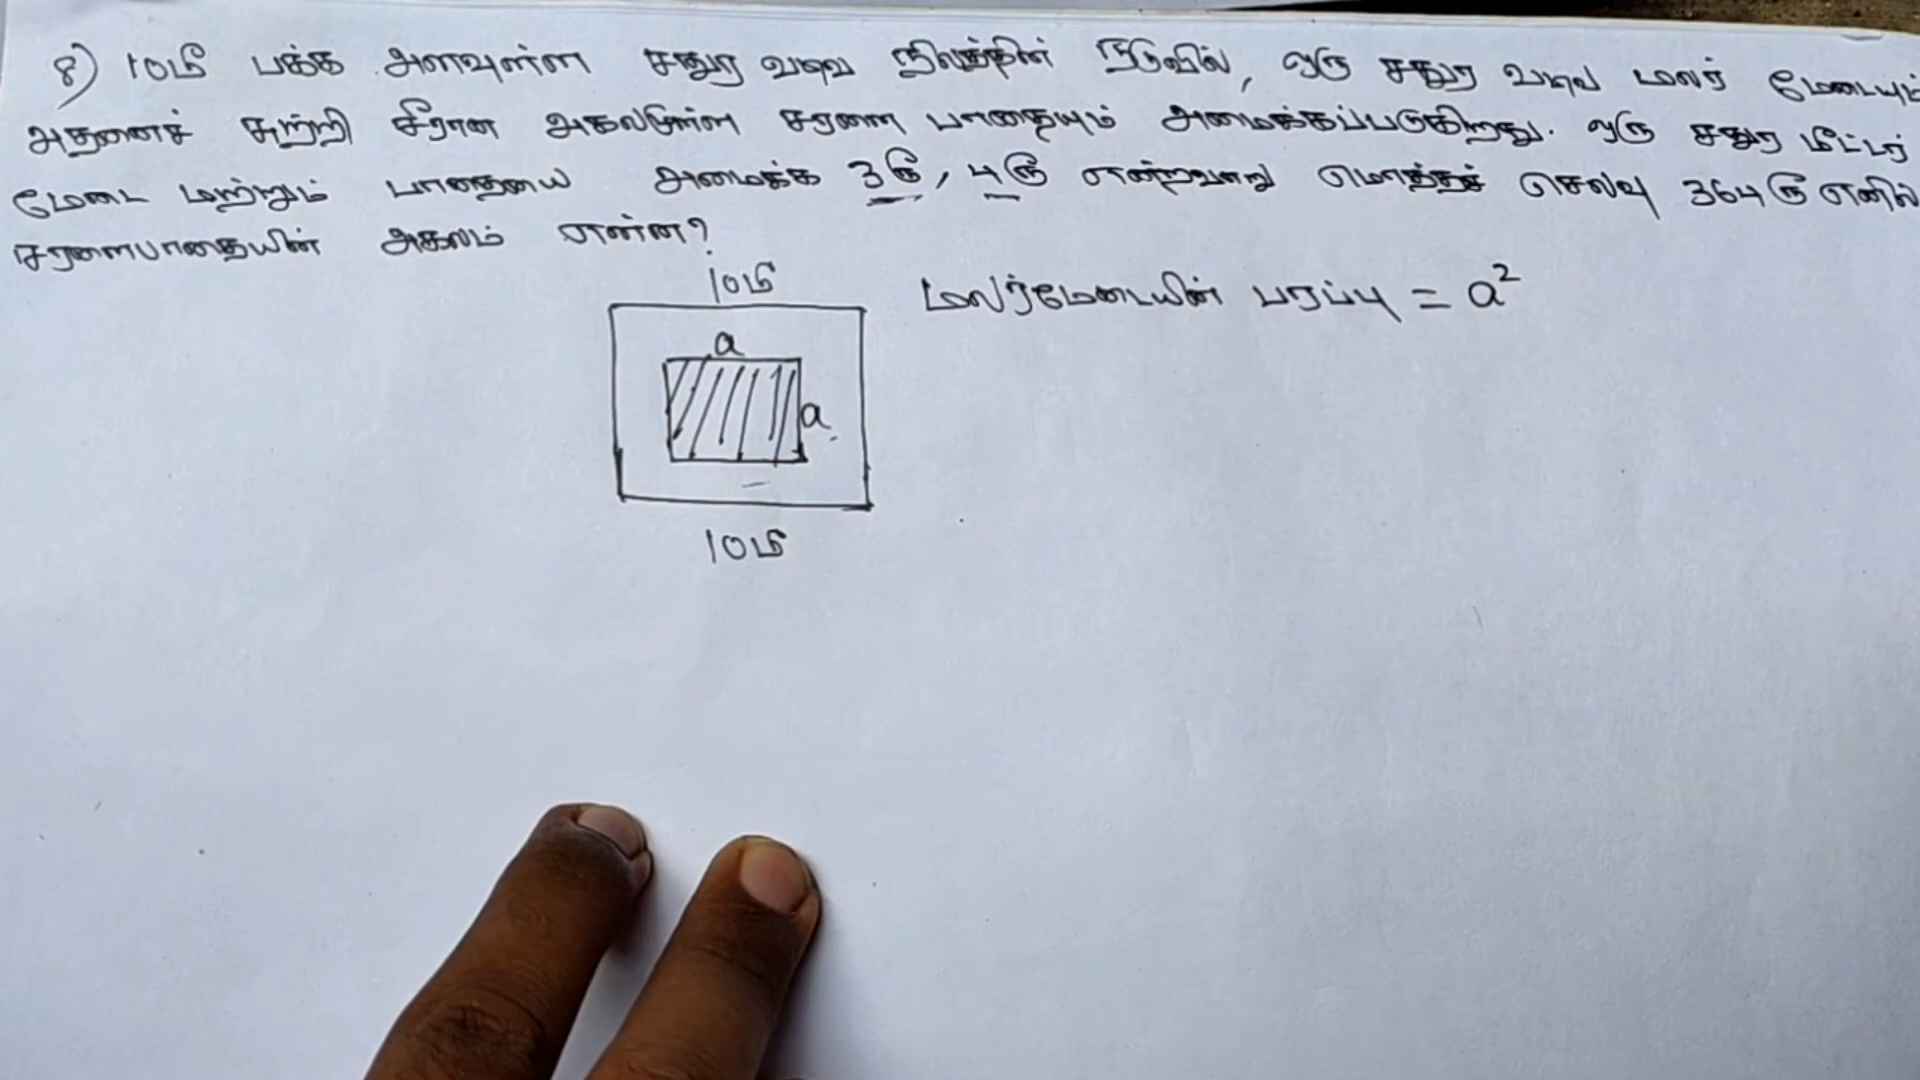 8) 10மீ பக்க அளவுள்ள சதுர வடிவ நிலத்தின் நடுவில், ஒரு சதுர வடிவ மலர் மேடையும்
அதனைச் சுற்றி சீரான அகலமுள்ள சரளை பாதையும் அமைக்கப்படுகிறது. ஒரு சதுர மீட்டர்
மேடை மற்றும் பாதையை அமைக்க 3ரூ, 4ரூ என்றவாறு மொத்தச் செலவு 364ரூ எனில்
சரளைபாதையின் அகலம் என்ன?
10மீ
மலர்மேடையின் பரப்பு = a²
a
a
10மீ